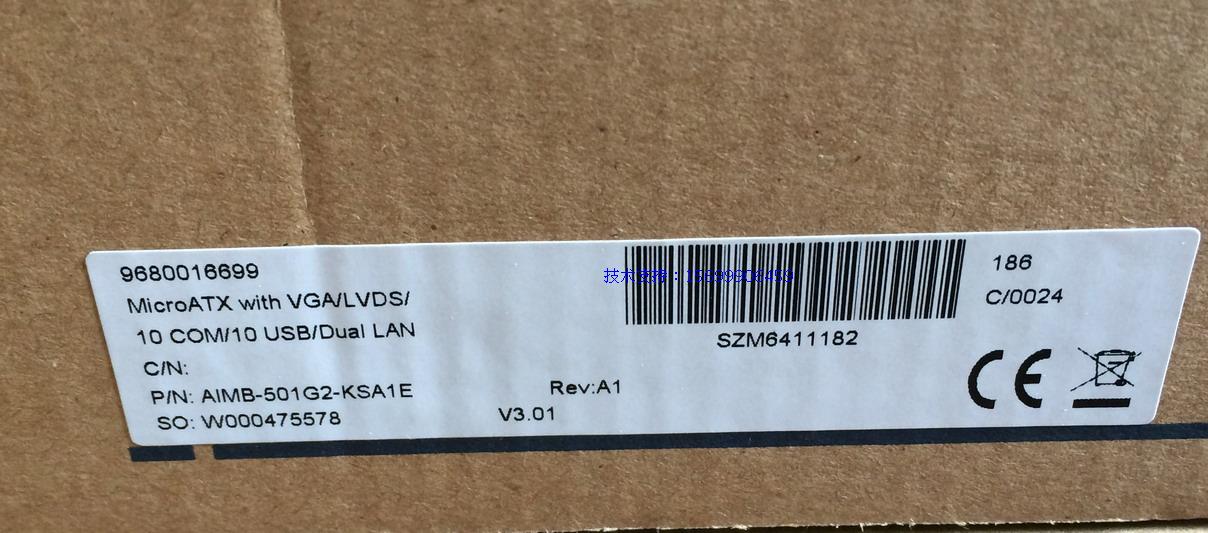 9680016699
MicroATX with VGA/LVDS/
10 COM/10 USB/Dual LAN
C/N:
P/N: AIMB-501G2-KSA1E
Rev:A1
SO: W000475578
V3.01
技术支持：
SZM6411182
186
C/0024
CE